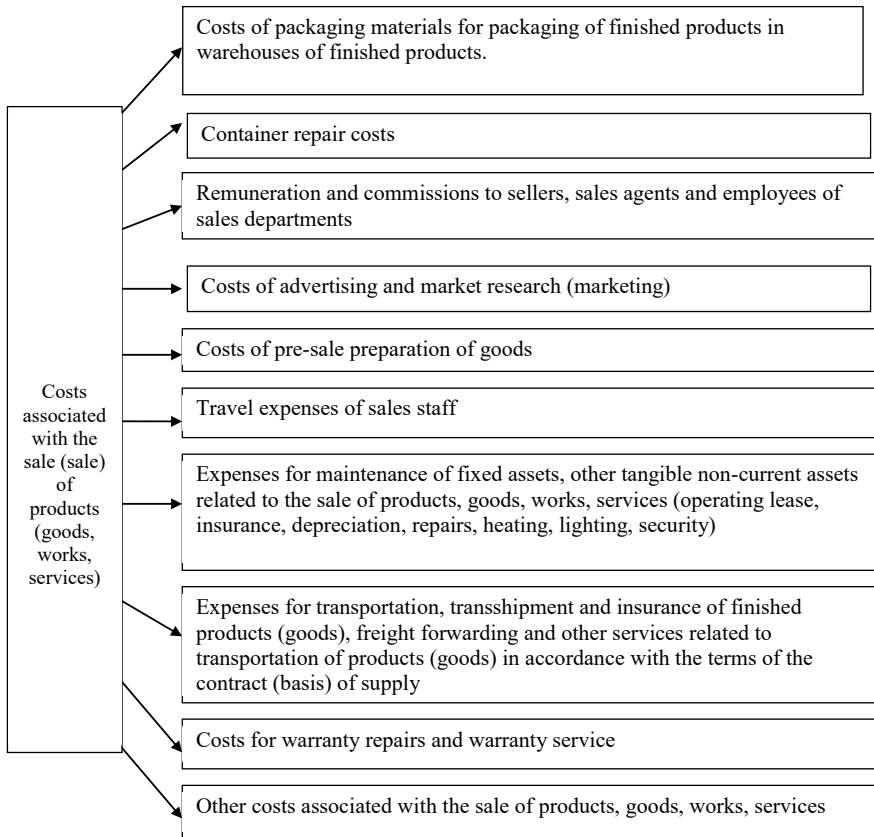 Costs of packaging materials for packaging of finished products in
warehouses of finished products.
Container repair costs
Remuneration and commissions to sellers, sales agents and employees of
sales departments
Costs of advertising and market research (marketing)
Costs of pre-sale preparation of goods
Costs
associated
with the
sale (sale)
of
products
(goods,
works,
services)
Travel expenses of sales staff
Expenses for maintenance of fixed assets, other tangible non-current assets
related to the sale of products, goods, works, services (operating lease,
insurance, depreciation, repairs, heating, lighting, security)
Expenses for transportation, transshipment and insurance of finished
products (goods), freight forwarding and other services related to
transportation of products (goods) in accordance with the terms of the
contract (basis) of supply
Costs for warranty repairs and warranty service
Other costs associated with the sale of products, goods, works, services